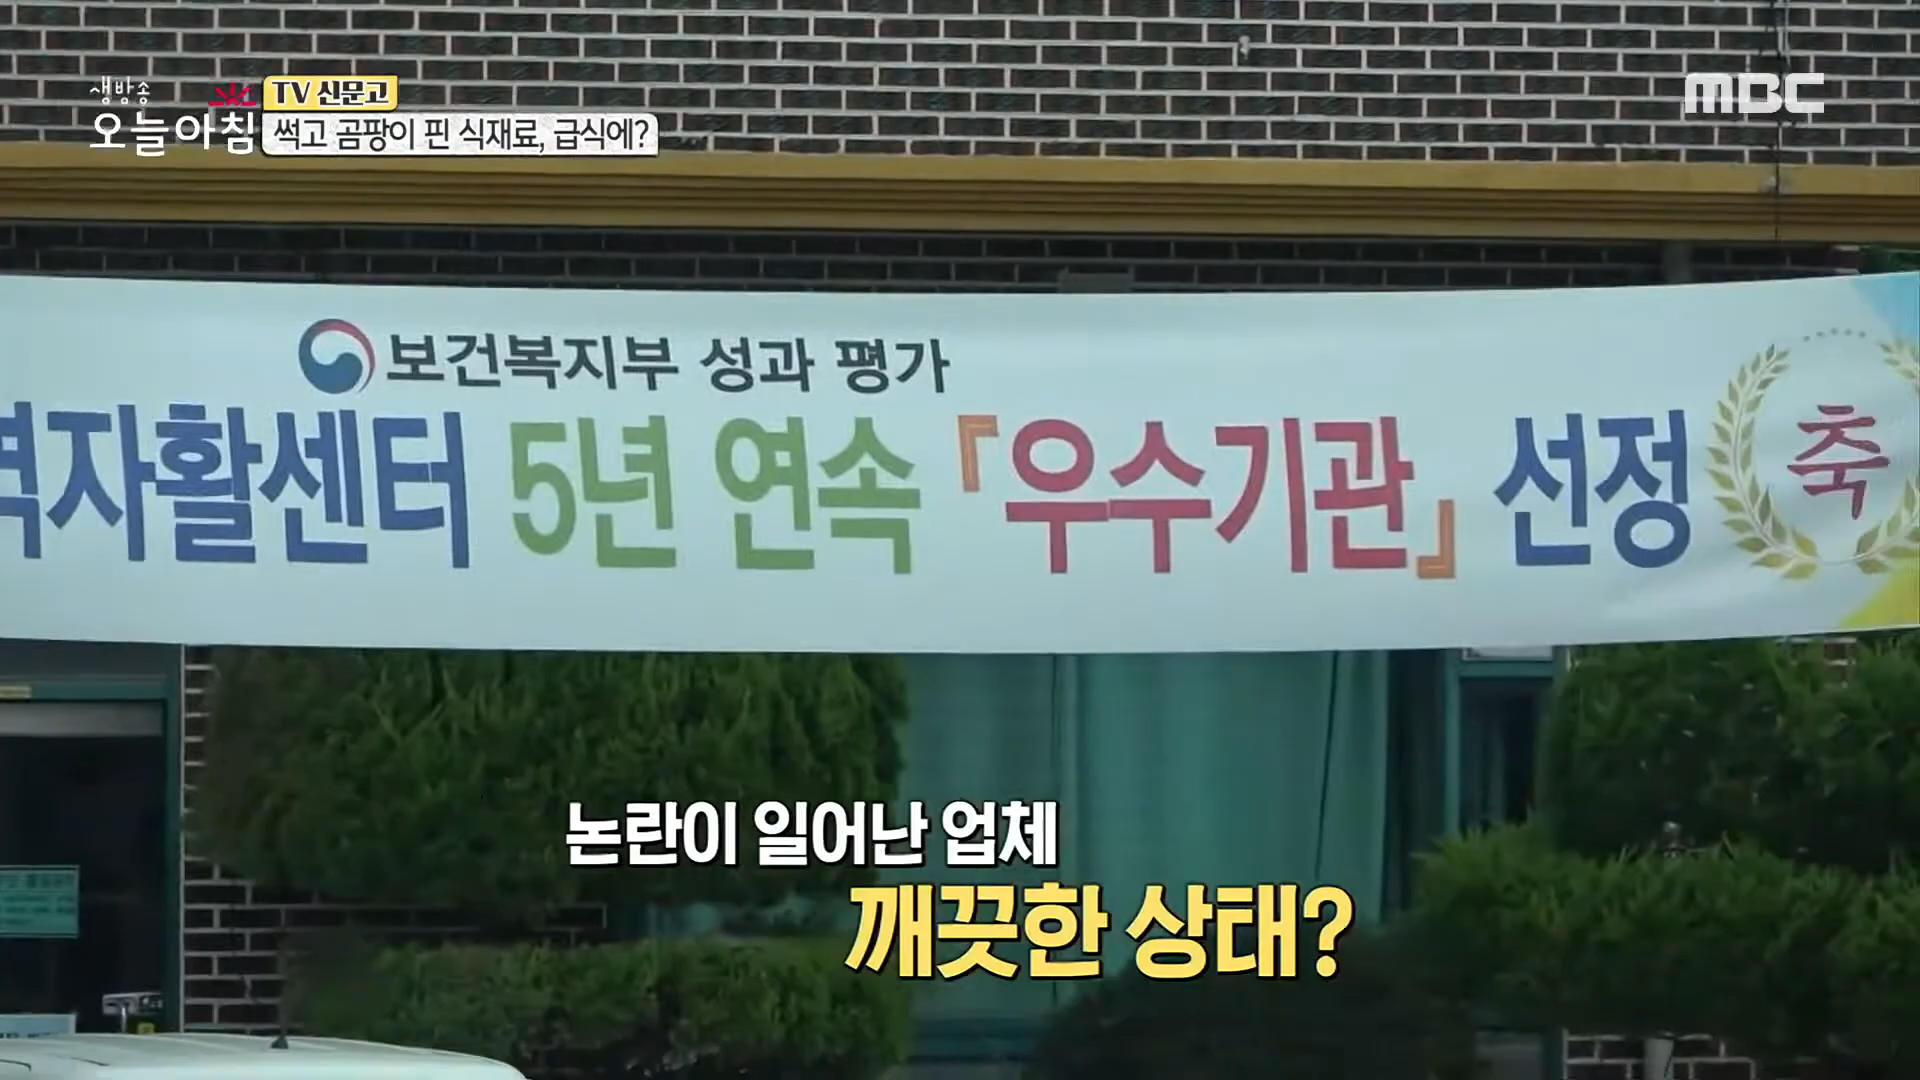 생방송
오늘아침
TV 신문고
썩고 곰팡이 핀 식재료, 급식에?
MBC
보건복지부 성과 평가
역자활센터 5년 연속 『우수기관』 선정
축
논란이 일어난 업체
깨끗한 상태?